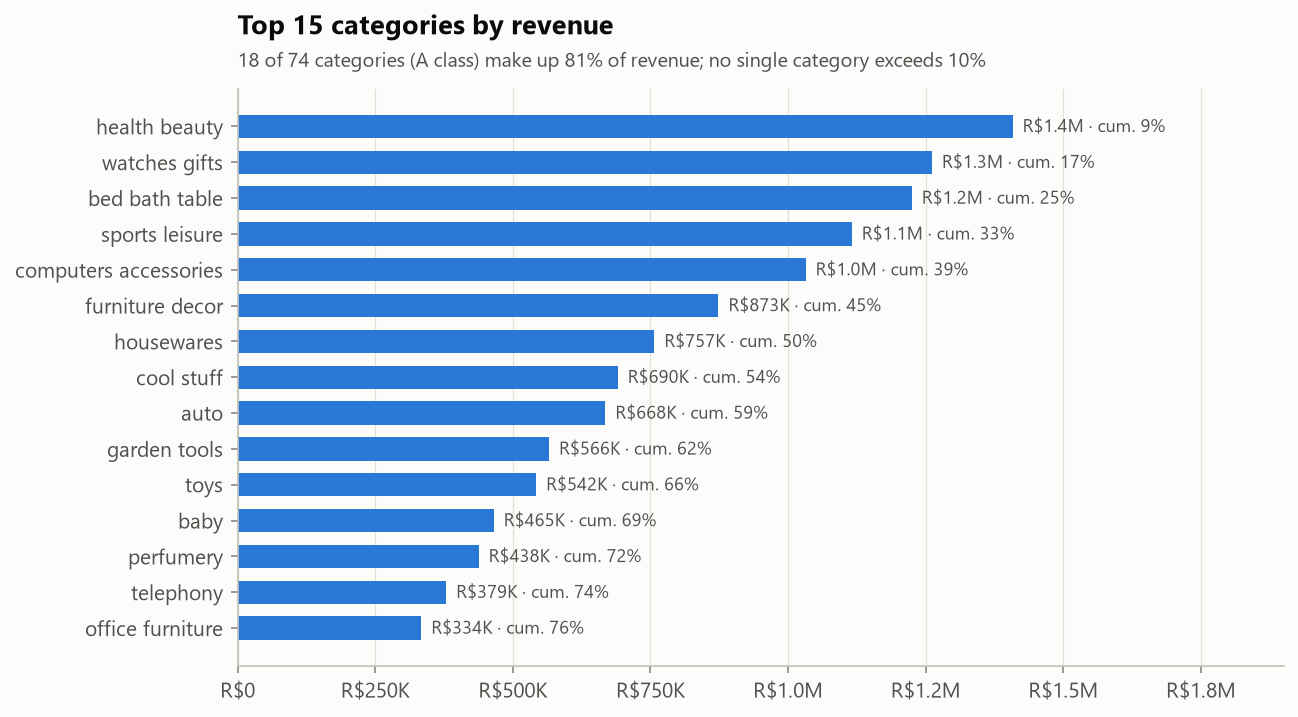 Top 15 categories by revenue
18 of 74 categories (A class) make up 81% of revenue; no single category exceeds 10%
health beauty R$1.4M · cum. 9%
watches gifts R$1.3M · cum. 17%
bed bath table R$1.2M · cum. 25%
sports leisure R$1.1M · cum. 33%
computers accessories R$1.0M · cum. 39%
furniture decor R$873K · cum. 45%
housewares R$757K · cum. 50%
cool stuff R$690K · cum. 54%
auto R$668K · cum. 59%
garden tools R$566K · cum. 62%
toys R$542K · cum. 66%
baby R$465K · cum. 69%
perfumery R$438K · cum. 72%
telephony R$379K · cum. 74%
office furniture R$334K · cum. 76%
R$0 R$250K R$500K R$750K R$1.0M R$1.2M R$1.5M R$1.8M